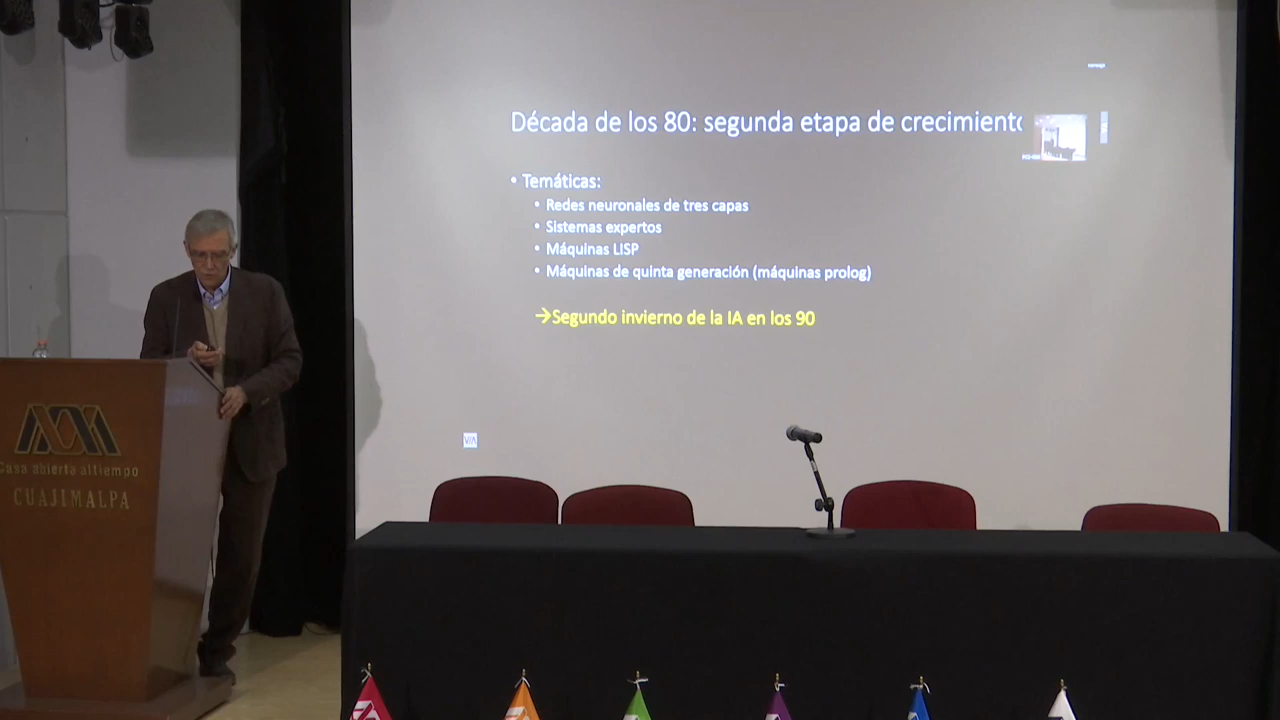 Década de los 80: segunda etapa de crecimiento
• Temáticas:
• Redes neuronales de tres capas
• Sistemas expertos
• Máquinas LISP
• Máquinas de quinta generación (máquinas prolog)
→Segundo invierno de la IA en los 90
Casa abierta al tiempo
CUAJIMALPA